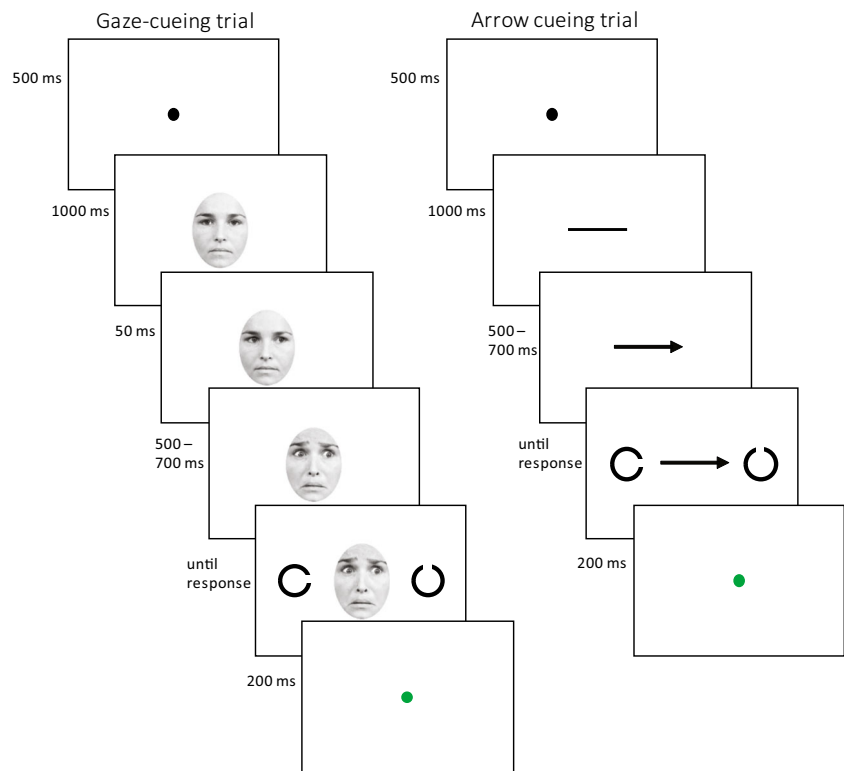 Gaze-cueing trial
500 ms
1000 ms
50 ms
500 –
700 ms
until
response
200 ms
Arrow cueing trial
500 ms
1000 ms
500 –
700 ms
until
response
200 ms